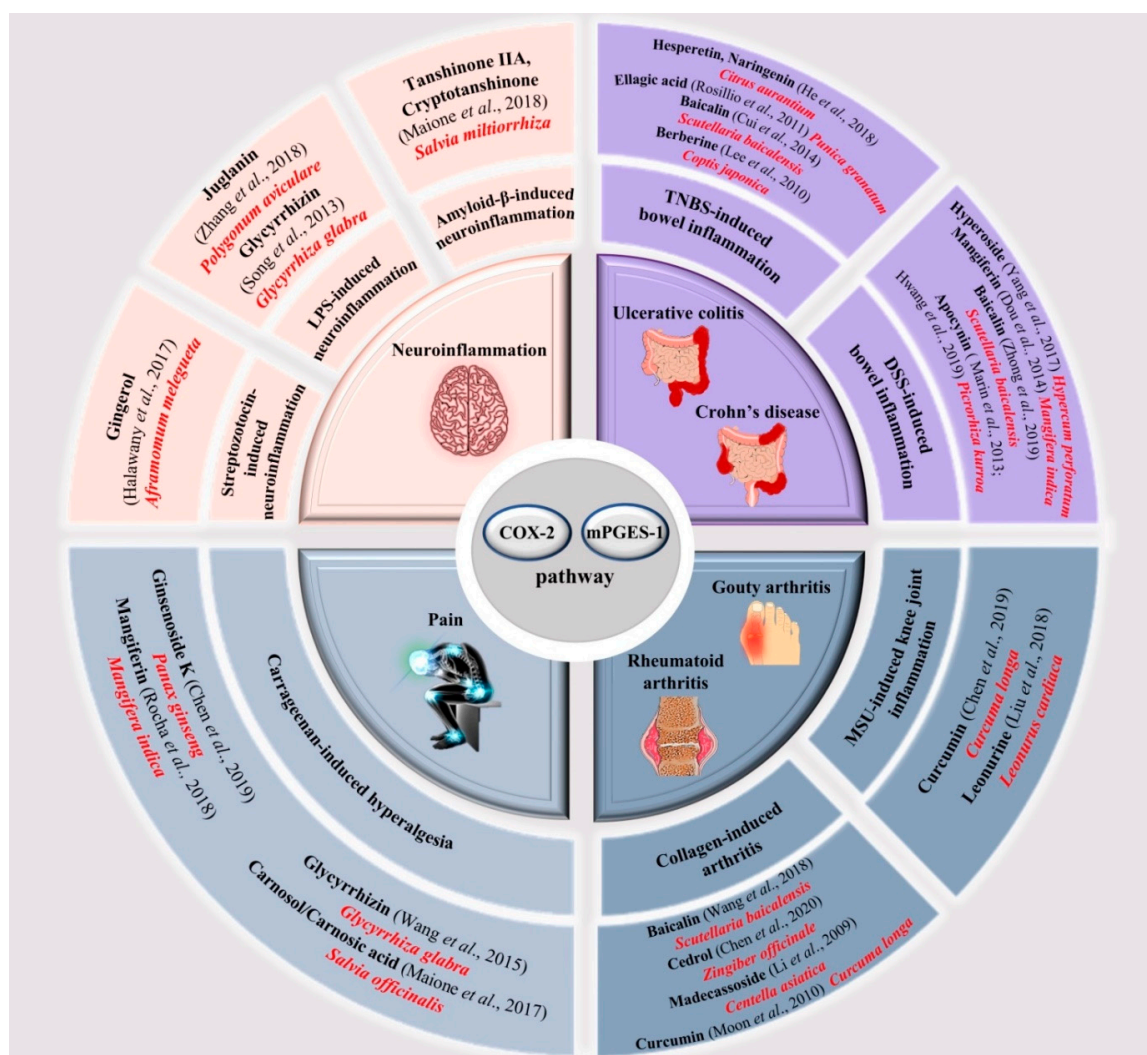 Tanshinone IIA,
Cryptotanshinone
(Maione et al., 2018)
Salvia miltiorrhiza
Amyloid-β-induced
neuroinflammation
Juglanin
(Zhang et al., 2018)
Polygonum aviculare
Glycyrrhizin
(Song et al., 2013)
Glycyrrhiza glabra
LPS-induced
neuroinflammation
Gingerol
(Halawany et al., 2017)
Aframomum melegueta
Streptozotocin-
induced
neuroinflammation
Neuroinflammation
Hesperetin, Naringenin (He et al., 2018)
Citrus aurantium
Ellagic acid (Rosillio et al., 2011) Punica granatum
Baicalin (Cui et al., 2014)
Scutellaria baicalensis
Berberine (Lee et al., 2010)
Coptis japonica
TNBS-induced
bowel inflammation
Hyperoside (Yang et al., 2017) Hypercum perforatum
Mangiferin (Dou et al., 2014) Mangifera indica
Baicalin (Zhong et al., 2019)
Scutellaria baicalensis
Apocynin ( Marin et al., 2013;
Hwang et al., 2019) Picrorhiza kurroa
DSS-induced
bowel inflammation
Ulcerative colitis
Crohn's disease
COX-2
mPGES-1
pathway
Pain
Carrageenan-induced hyperalgesia
Ginsenoside K (Chen et al., 2019)
Panax ginseng
Mangiferin (Rocha et al., 2018)
Mangifera indica
Glycyrrhizin (Wang et al., 2015)
Glycyrrhiza glabra
Carnosol/Carnosic acid (Maione et al., 2017)
Salvia officinalis
Gouty arthritis
Rheumatoid
arthritis
MSU-induced knee joint
inflammation
Curcumin (Chen et al., 2019)
Curcuma longa
Leonurine (Liu et al., 2018)
Leonurus cardiaca
Collagen-induced
arthritis
Baicalin (Wang et al., 2018)
Scutellaria baicalensis
Cedrol (Chen et al., 2020)
Zingiber officinale
Madecassoside (Li et al., 2009)
Centella asiatica
Curcumin (Moon et al., 2010) Curcuma longa